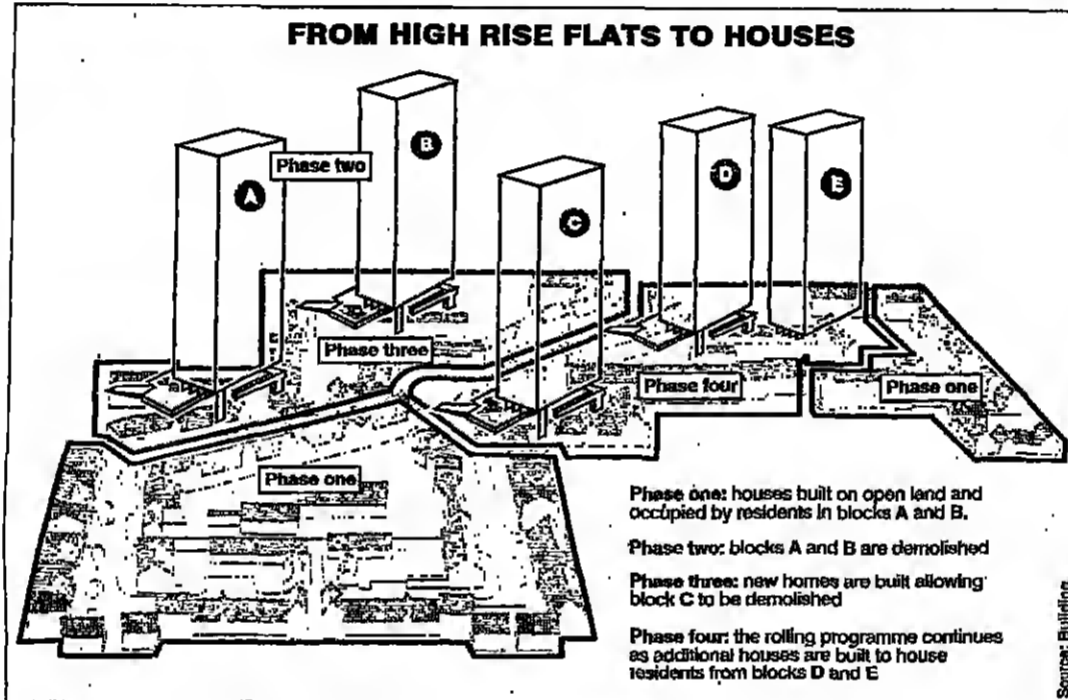 FROM HIGH RISE FLATS TO HOUSES
B
Phase two
A
D
E
C
Phase three
Phase four
Phase one
Phase one
Phase one: houses built on open land and
occupied by residents in blocks A and B.
Phase two: blocks A and B are demolished
Phase three: new homes are built allowing
block C to be demolished
Phase four: the rolling programme continues
as additional houses are built to house
residents from blocks D and E
Source: Building